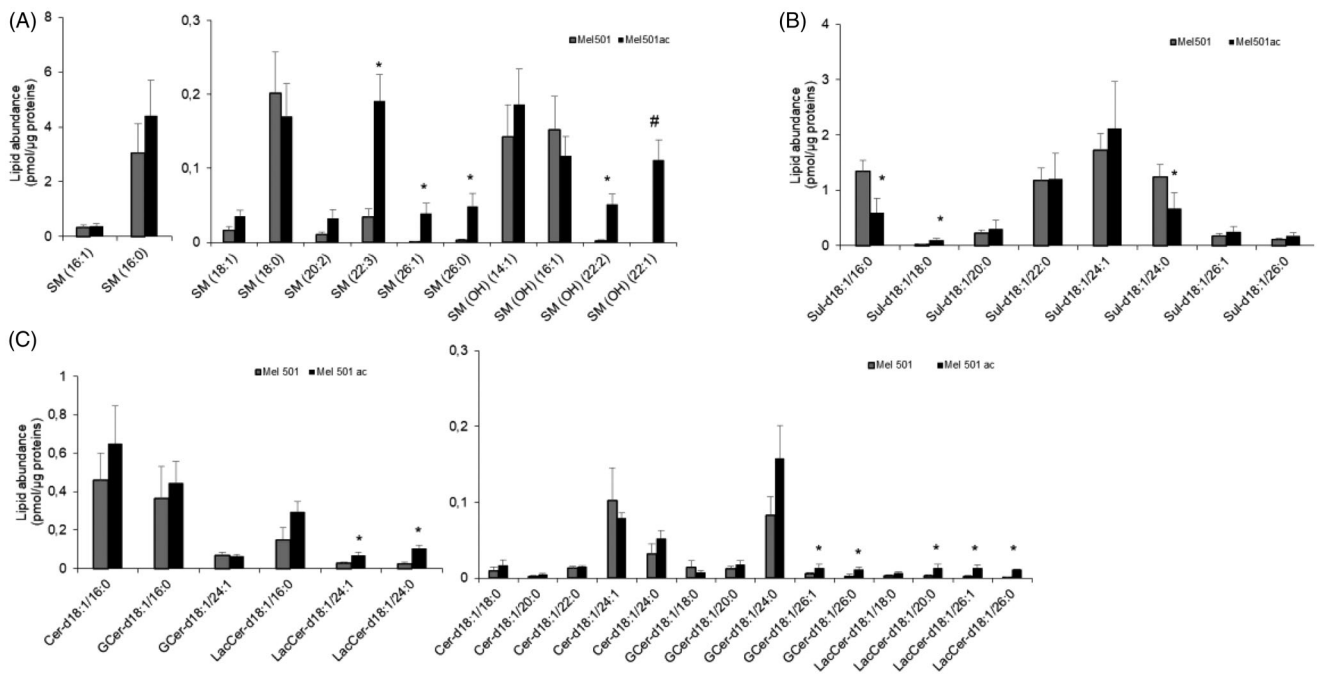 (A)
Lipid abundance
(pmol/µg proteins)
8
6
4
2
0
SM (16:1)
SM (16:0)
0,3
0,2
0,1
0
Mel501
Mel501ac
*
*
*
*
#
SM (18:1)
SM (18:0)
SM (20:2)
SM (22:3)
SM (26:1)
SM (26:0)
SM (OH) (14:1)
SM (OH) (16:1)
SM (OH) (22:2)
SM (OH) (22:1)
(B)
Lipid abundance
(pmol/µg proteins)
4
3
2
1
0
Mel501
Mel501ac
*
*
*
Sul-d18:1/16:0
Sul-d18:1/18:0
Sul-d18:1/20:0
Sul-d18:1/22:0
Sul-d18:1/24:1
Sul-d18:1/24:0
Sul-d18:1/26:1
Sul-d18:1/26:0
(C)
Lipid abundance
(pmol/µg proteins)
1
0,8
0,6
0,4
0,2
0
Mel 501
Mel 501 ac
*
*
Cer-d18:1/16:0
GCer-d18:1/16:0
GCer-d18:1/24:1
LacCer-d18:1/16:0
LacCer-d18:1/24:1
LacCer-d18:1/24:0
0,3
0,2
0,1
0
Mel 501
Mel 501 ac
*
*
*
*
*
Cer-d18:1/18:0
Cer-d18:1/20:0
Cer-d18:1/22:0
Cer-d18:1/24:1
Cer-d18:1/24:0
GCer-d18:1/18:0
GCer-d18:1/20:0
GCer-d18:1/24:0
GCer-d18:1/26:1
GCer-d18:1/26:0
LacCer-d18:1/18:0
LacCer-d18:1/20:0
LacCer-d18:1/26:1
LacCer-d18:1/26:0